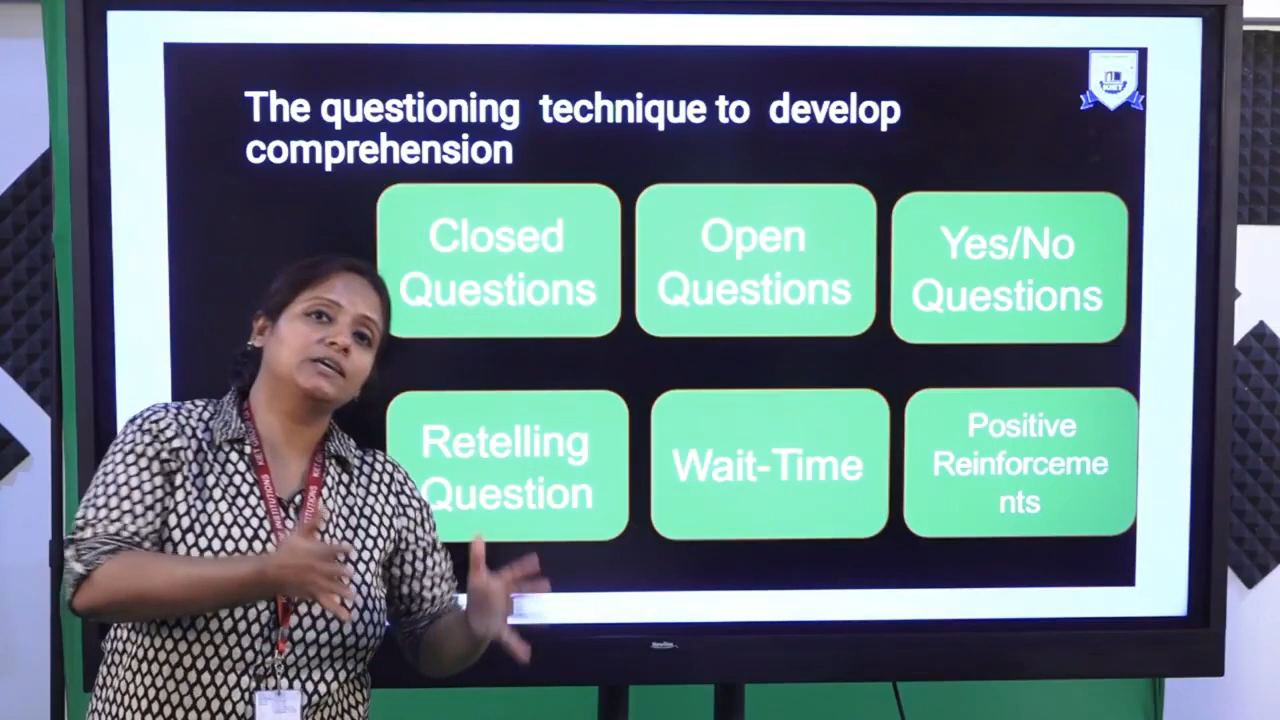 The questioning technique to develop
comprehension
Closed
Questions
Open
Questions
Yes/No
Questions
Retelling
Question
Wait-Time
Positive
Reinforceme
nts
INSTITUTIONS